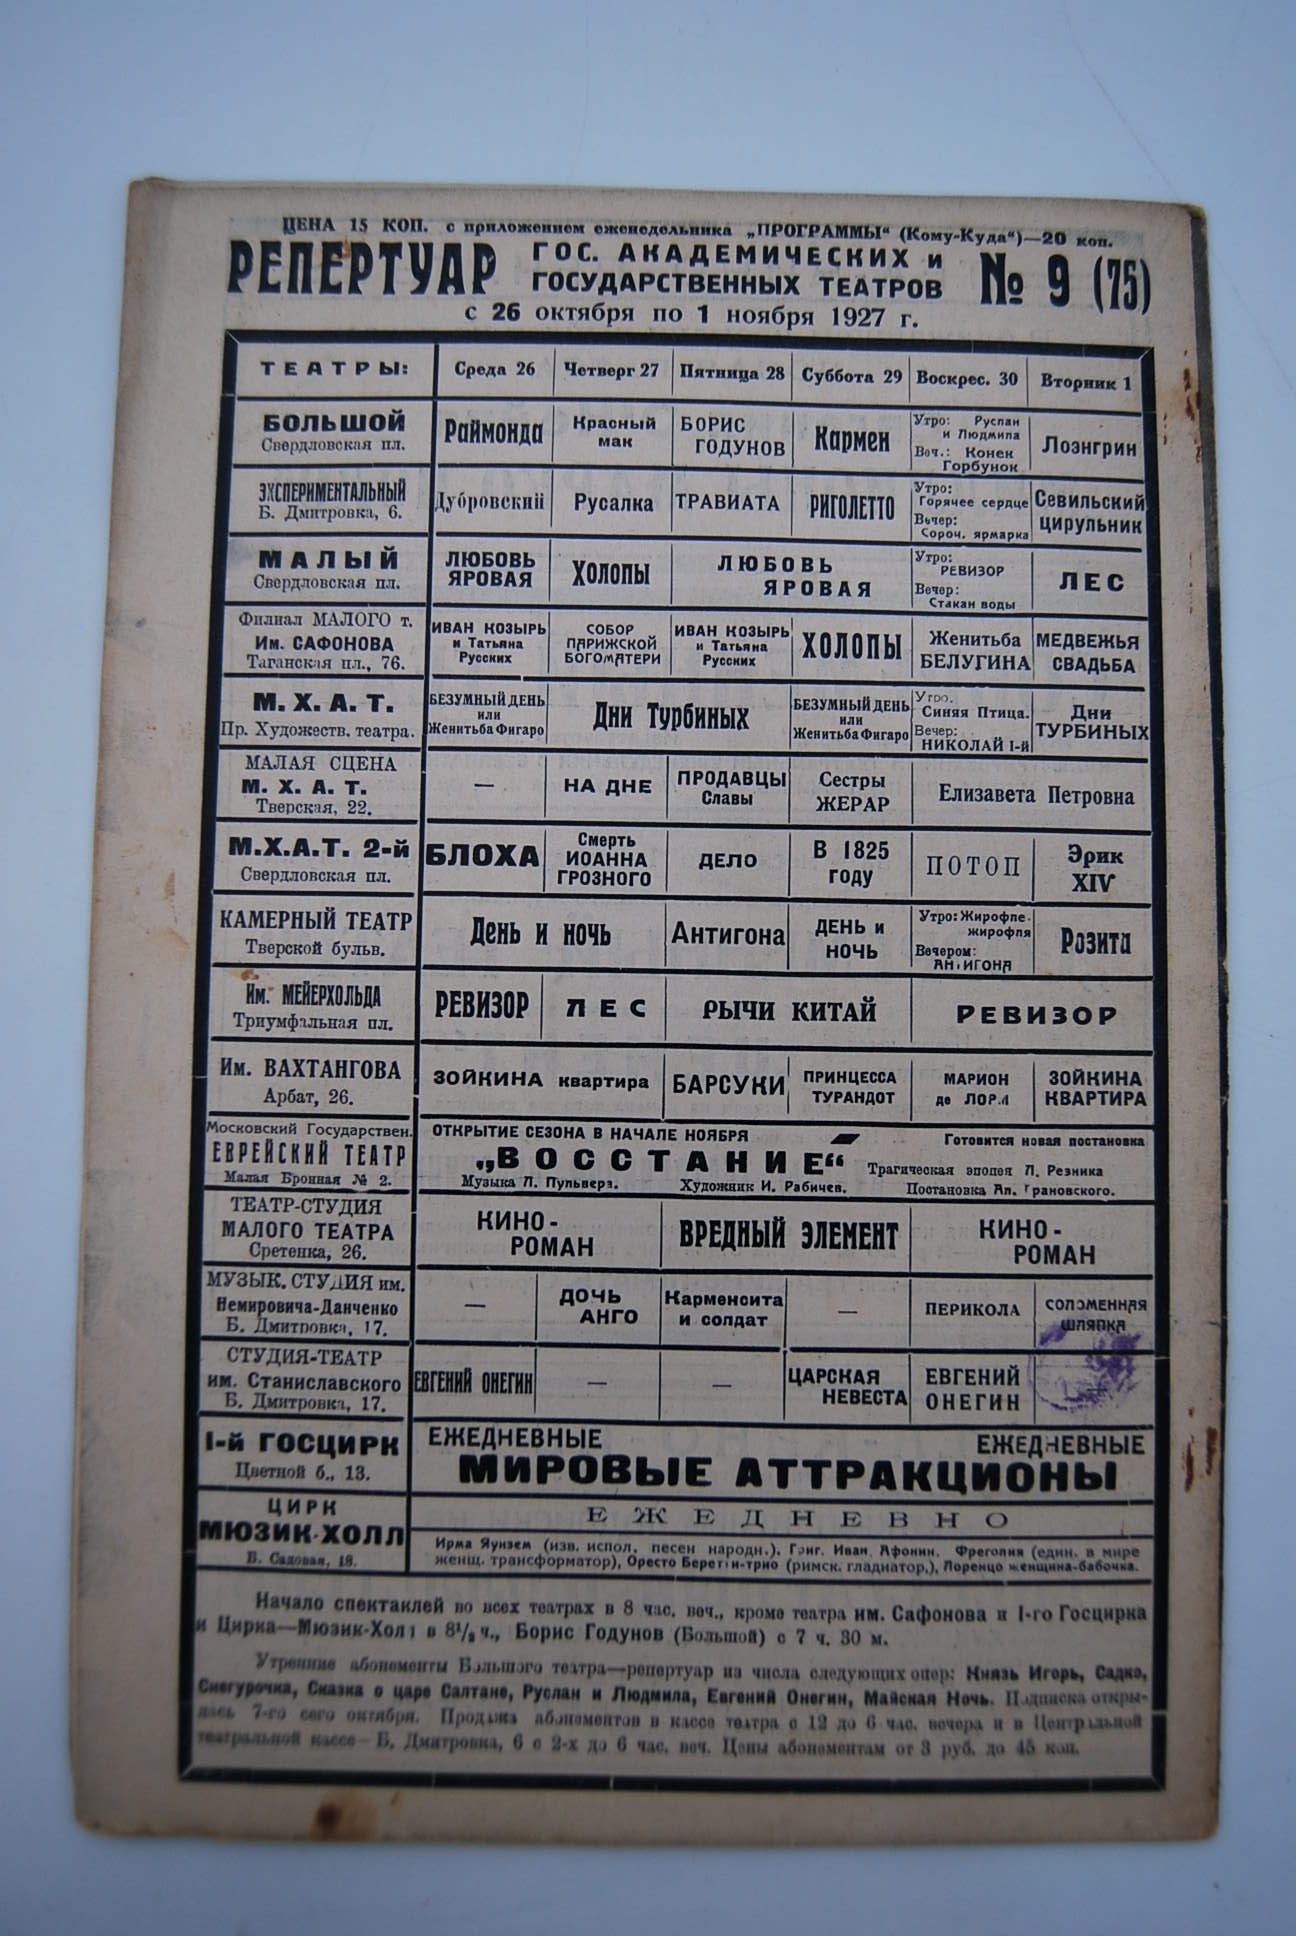 ЦЕНА 15 КОП. с приложением еженедельника „ПРОГРАММЫ“ (Кому-Куда“)—20 коп.
РЕПЕРТУАР ГОС. АКАДЕМИЧЕСКИХ и
ГОСУДАРСТВЕННЫХ ТЕАТРОВ № 9 (75)
с 26 октября по 1 ноября 1927 г.
ТЕАТРЫ: Среда 26 Четверг 27 Пятница 28 Суббота 29 Воскрес. 30 Вторник 1
БОЛЬШОЙ
Свердловская пл.
Раймонда
Красный
мак
БОРИС
ГОДУНОВ
Кармен
Утро: Руслан
и Людмила
Веч.: Конек
Горбунок
Лоэнгрин
ЭКСПЕРИМЕНТАЛЬНЫЙ
Б. Дмитровка, 6.
Дубровский
Русалка
ТРАВИАТА
РИГОЛЕТТО
Утро:
Горячее сердце
Вечер:
Сороч. ярмарка
Севильский
цирульник
МАЛЫЙ
Свердловская пл.
ЛЮБОВЬ
ЯРОВАЯ
ХОЛОПЫ
ЛЮБОВЬ
ЯРОВАЯ
Утро:
РЕВИЗОР
Вечер:
Стакан воды
ЛЕС
Филиал МАЛОГО т.
Им. САФОНОВА
Таганская пл., 76.
ИВАН КОЗЫРЬ
и Татьяна
Русских
СОБОР
ПАРИЖСКОЙ
БОГОМАТЕРИ
ИВАН КОЗЫРЬ
и Татьяна
Русских
ХОЛОПЫ
Женитьба
БЕЛУГИНА
МЕДВЕЖЬЯ
СВАДЬБА
М. Х. А. Т.
Пр. Художеств. театра.
БЕЗУМНЫЙ ДЕНЬ
или
Женитьба Фигаро
Дни Турбиных
БЕЗУМНЫЙ ДЕНЬ
или
Женитьба Фигаро
Утро.
Синяя Птица.
Вечер:
НИКОЛАЙ I-й
Дни
ТУРБИНЫХ
МАЛАЯ СЦЕНА
М. Х. А. Т.
Тверская, 22.
—
НА ДНЕ
ПРОДАВЦЫ
Славы
Сестры
ЖЕРАР
Елизавета Петровна
М.Х.А.Т. 2-й
Свердловская пл.
БЛОХА
Смерть
ИОАННА
ГРОЗНОГО
ДЕЛО
В 1825
году
ПОТОП
Эрик
XIV
КАМЕРНЫЙ ТЕАТР
Тверской бульв.
День и ночь
Антигона
ДЕНЬ и
НОЧЬ
Утро: Жирофле-
жирофля
Вечером:
АНТИГОНА
Розита
Им. МЕЙЕРХОЛЬДА
Триумфальная пл.
РЕВИЗОР
ЛЕС
РЫЧИ КИТАЙ
РЕВИЗОР
Им. ВАХТАНГОВА
Арбат, 26.
ЗОЙКИНА квартира
БАРСУКИ
ПРИНЦЕССА
ТУРАНДОТ
МАРИОН
де ЛОРМ
ЗОЙКИНА
КВАРТИРА
Московский Государствен.
ЕВРЕЙСКИЙ ТЕАТР
Малая Бронная № 2.
ОТКРЫТИЕ СЕЗОНА В НАЧАЛЕ НОЯБРЯ Готовится новая постановка
„ВОССТАНИЕ“ Трагическая эпопея Л. Резника
Музыка Л. Пульвера. Художник И. Рабичев. Постановка Ал. Грановского.
ТЕАТР-СТУДИЯ
МАЛОГО ТЕАТРА
Сретенка, 26.
КИНО-
РОМАН
ВРЕДНЫЙ ЭЛЕМЕНТ
КИНО-
РОМАН
МУЗЫК. СТУДИЯ им.
Немировича-Данченко
Б. Дмитровка, 17.
—
ДОЧЬ
АНГО
Карменсита
и солдат
—
ПЕРИКОЛА
СОЛОМЕННАЯ
ШЛЯПКА
СТУДИЯ-ТЕАТР
им. Станиславского
Б. Дмитровка, 17.
ЕВГЕНИЙ ОНЕГИН
—
—
ЦАРСКАЯ
НЕВЕСТА
ЕВГЕНИЙ
ОНЕГИН
1-й ГОСЦИРК
Цветной б., 13.
ЕЖЕДНЕВНЫЕ ЕЖЕДНЕВНЫЕ
МИРОВЫЕ АТТРАКЦИОНЫ
ЦИРК
МЮЗИК-ХОЛЛ
Б. Садовая, 18.
ЕЖЕДНЕВНО
Ирма Яунзем (изв. испол. песен народн.), Григ. Иван. Афонин. Фреголия (един. в мире
женщ. трансформатор), Оресто Беретти-трио (римск. гладиатор.), Лоренцо женщина-бабочка.
Начало спектаклей во всех театрах в 8 час. веч., кроме театра им. Сафонова и 1-го Госцирка
и Цирка—Мюзик-Холл в 8½ ч., Борис Годунов (Большой) с 7 ч. 30 м.
Утренние абонементы Большого театра—репертуар из числа следующих опер: Князь Игорь, Садко,
Снегурочка, Сказка о царе Салтане, Руслан и Людмила, Евгений Онегин, Майская Ночь. Подписка откры-
лась 7-го сего октября. Продажа абонементов в кассе театра с 12 до 6 час. вечера и в Центральной
театральной кассе—Б. Дмитровка, 6 с 2-х до 6 час. веч. Цены абонементам от 3 руб. до 45 коп.